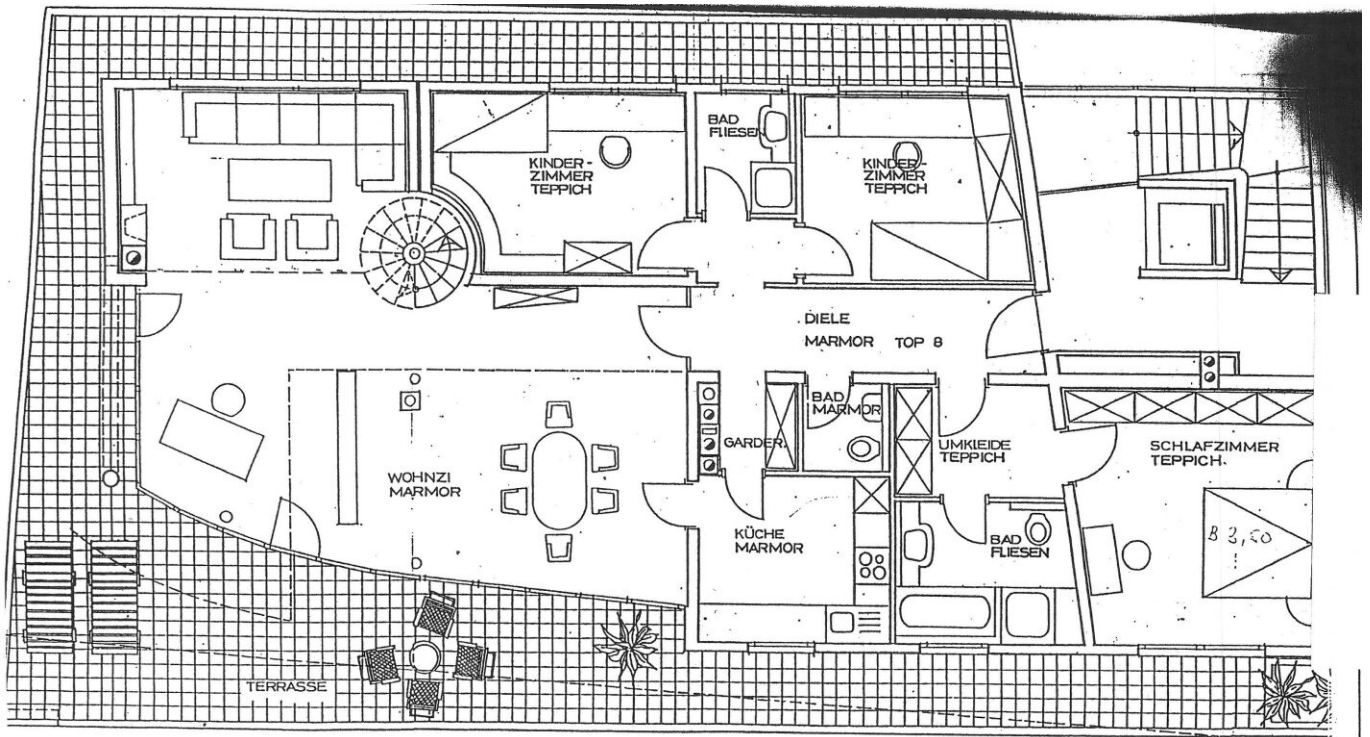 BAD
FLIESEN
KINDER-
ZIMMER
TEPPICH
KINDER-
ZIMMER
TEPPICH
DIELE
MARMOR TOP 8
BAD
MARMOR
GARDER.
UMKLEIDE
TEPPICH
SCHLAFZIMMER
TEPPICH
WOHNZI
MARMOR
KÜCHE
MARMOR
BAD
FLIESEN
TERRASSE